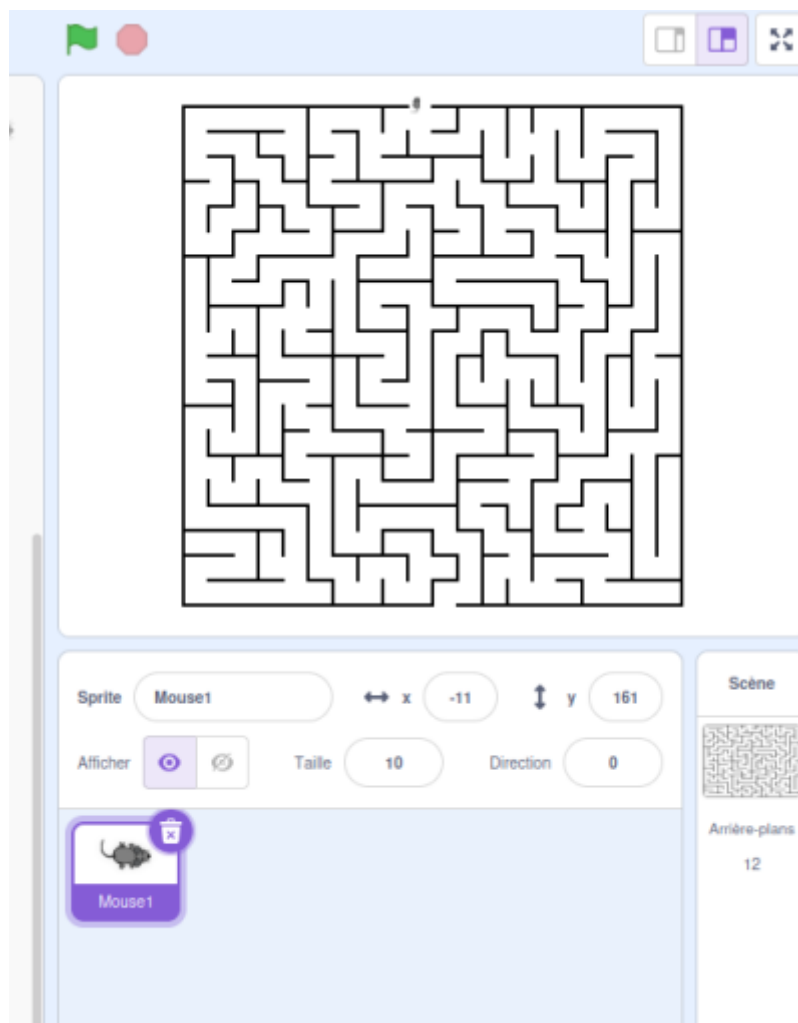 Sprite Mouse1 x -11 y 161
Afficher Taille 10 Direction 0
Mouse1
Scène
Arrière-plans
12